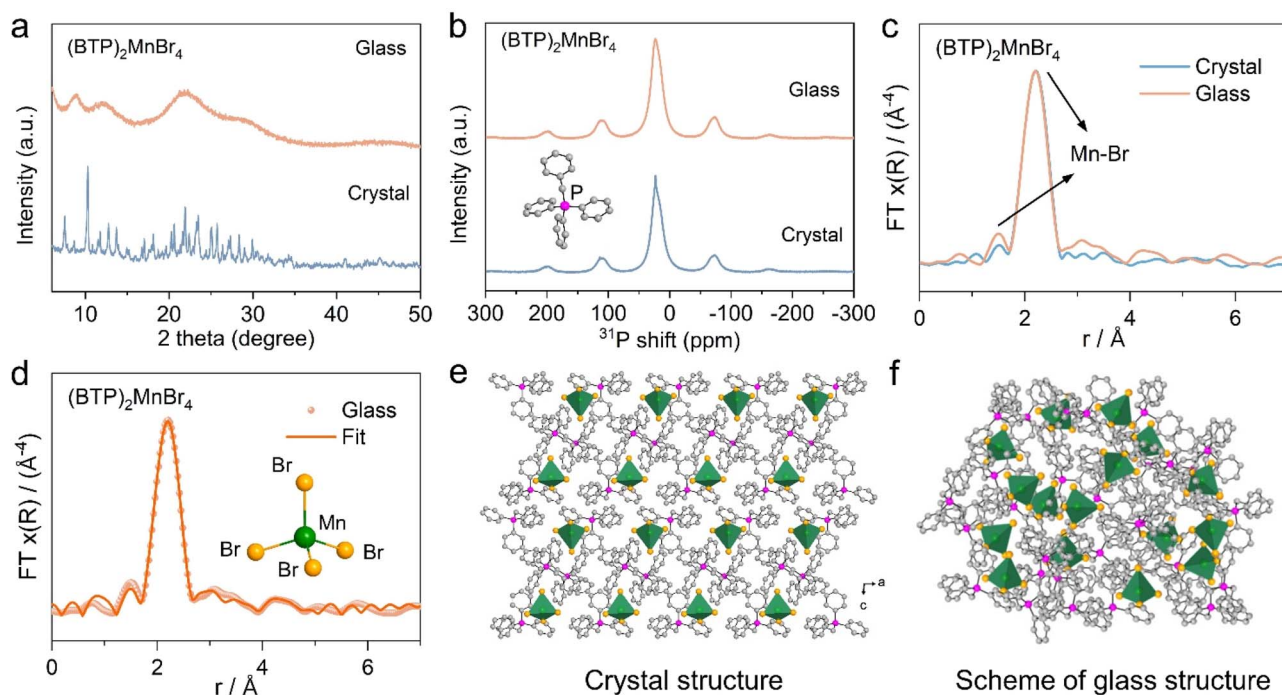 a
(BTP)₂MnBr₄
Glass
Crystal
Intensity (a.u.)
10 20 30 40 50
2 theta (degree)
b
(BTP)₂MnBr₄
Glass
P
Crystal
Intensity (a.u.)
300 200 100 0 -100 -200 -300
³¹P shift (ppm)
c
(BTP)₂MnBr₄
Crystal
Glass
Mn-Br
FT x(R) / (Å⁻⁴)
0 2 4 6
r / Å
d
(BTP)₂MnBr₄
Glass
Fit
Br
Mn
Br
Br
Br
FT x(R) / (Å⁻⁴)
0 2 4 6
r / Å
e
a
c
Crystal structure
f
Scheme of glass structure